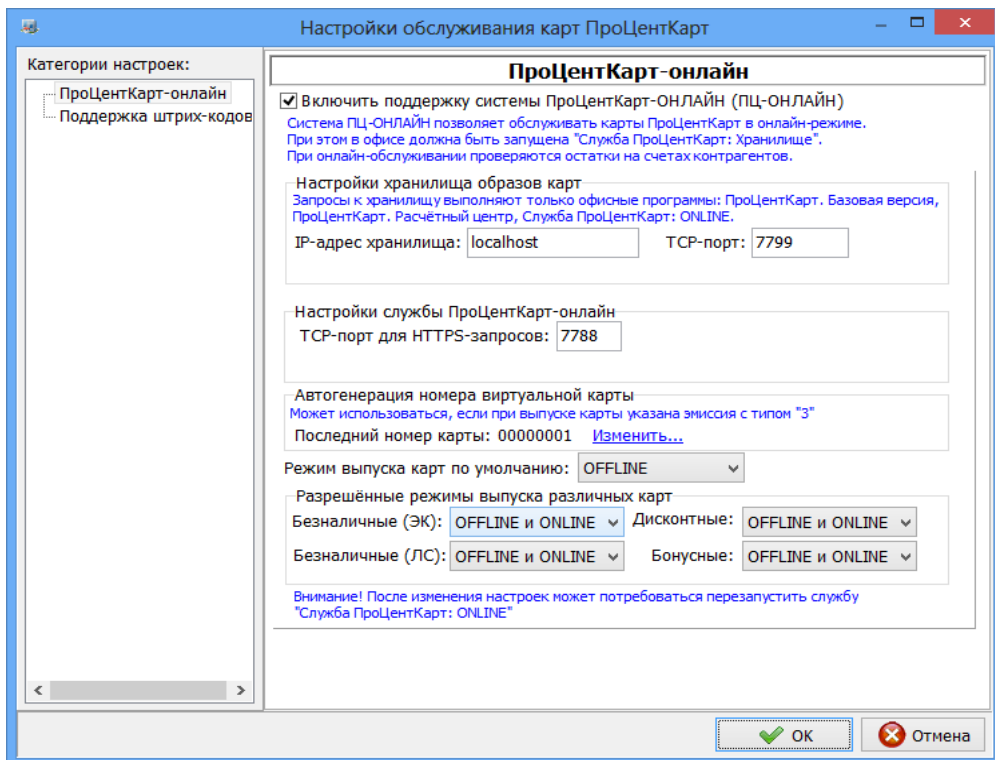 Настройки обслуживания карт ПроЦентКарт
Категории настроек:
ПроЦентКарт-онлайн
Поддержка штрих-кодов
ПроЦентКарт-онлайн
Включить поддержку системы ПроЦентКарт-ОНЛАЙН (ПЦ-ОНЛАЙН)
Система ПЦ-ОНЛАЙН позволяет обслуживать карты ПроЦентКарт в онлайн-режиме.
При этом в офисе должна быть запущена "Служба ПроЦентКарт: Хранилище".
При онлайн-обслуживании проверяются остатки на счетах контрагентов.
Настройки хранилища образов карт
Запросы к хранилищу выполняют только офисные программы: ПроЦентКарт. Базовая версия,
ПроЦентКарт. Расчётный центр, Служба ПроЦентКарт: ONLINE.
IP-адрес хранилища: localhost TCP-порт: 7799
Настройки службы ПроЦентКарт-онлайн
TCP-порт для HTTPS-запросов: 7788
Автогенерация номера виртуальной карты
Может использоваться, если при выпуске карты указана эмиссия с типом "3"
Последний номер карты: 00000001 Изменить...
Режим выпуска карт по умолчанию: OFFLINE
Разрешённые режимы выпуска различных карт
Безналичные (ЭК): OFFLINE и ONLINE Дисконтные: OFFLINE и ONLINE
Безналичные (ЛС): OFFLINE и ONLINE Бонусные: OFFLINE и ONLINE
Внимание! После изменения настроек может потребоваться перезапустить службу
"Служба ПроЦентКарт: ONLINE"
OK Отмена